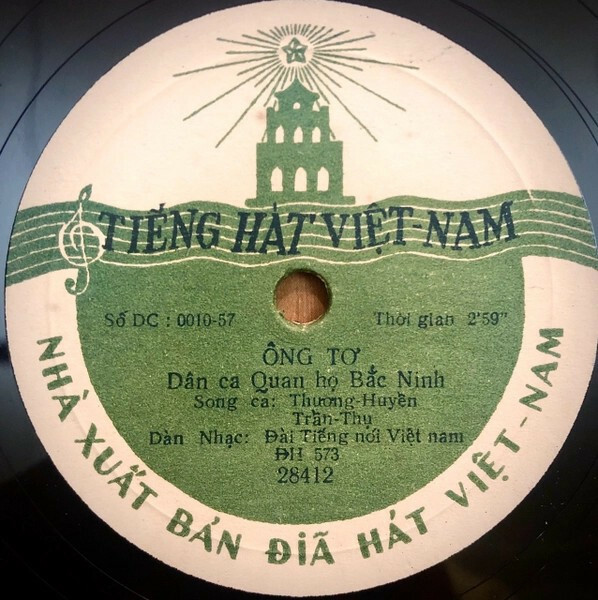 TIẾNG HÁT VIỆT-NAM
Số DC : 0010-57 Thời gian 2'59"
ÔNG TƠ
Dân ca Quan họ Bắc Ninh
Song ca: Thương-Huyền
Trần-Thụ
Dàn Nhạc: Đài Tiếng nói Việt nam
ĐH 573
28412
NHÀ XUẤT BẢN ĐIÃ HÁT VIỆT-NAM